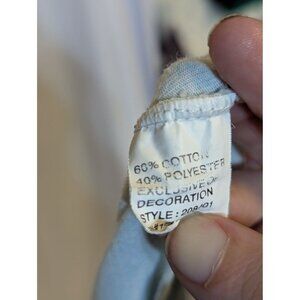 60% COTTON
40% POLYESTER
EXCLUSIVE OF
DECORATION
STYLE :